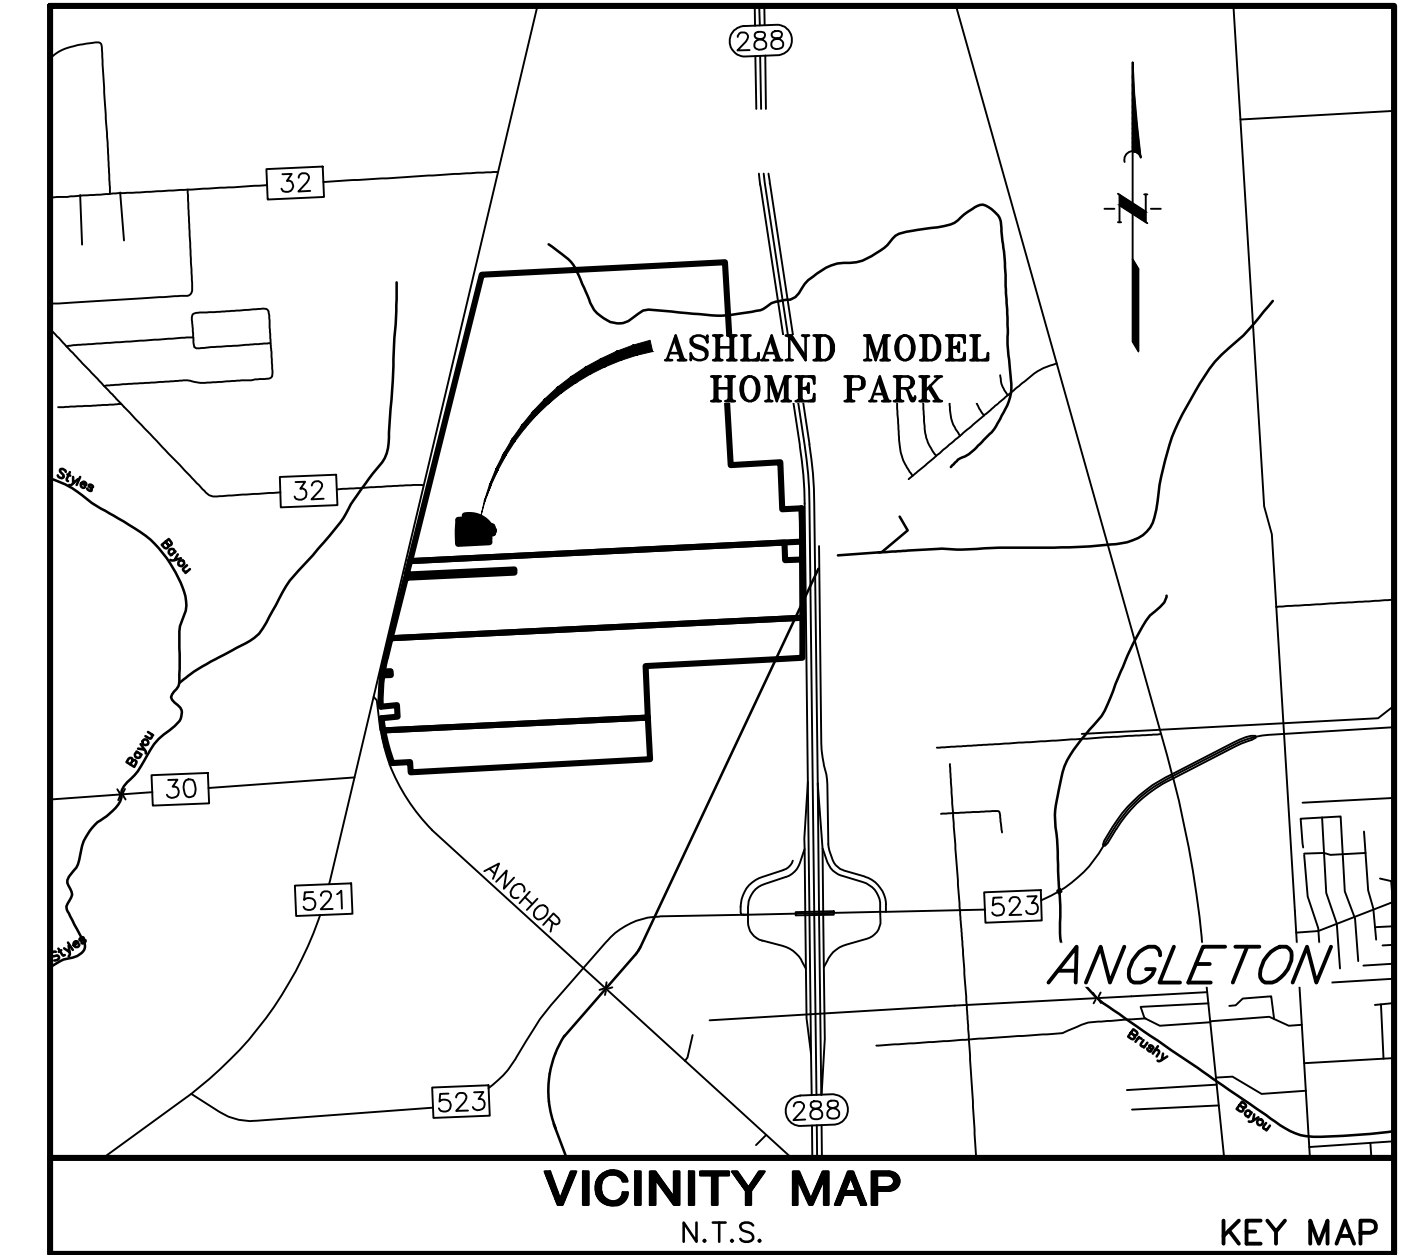 288
32
ASHLAND MODEL
HOME PARK
32
Styles
Bayou
Bayou
30
521
ANCHOR
523
Styles
ANGLETON
Brushy
523
288
Bayou
VICINITY MAP
N.T.S.
KEY MAP
N